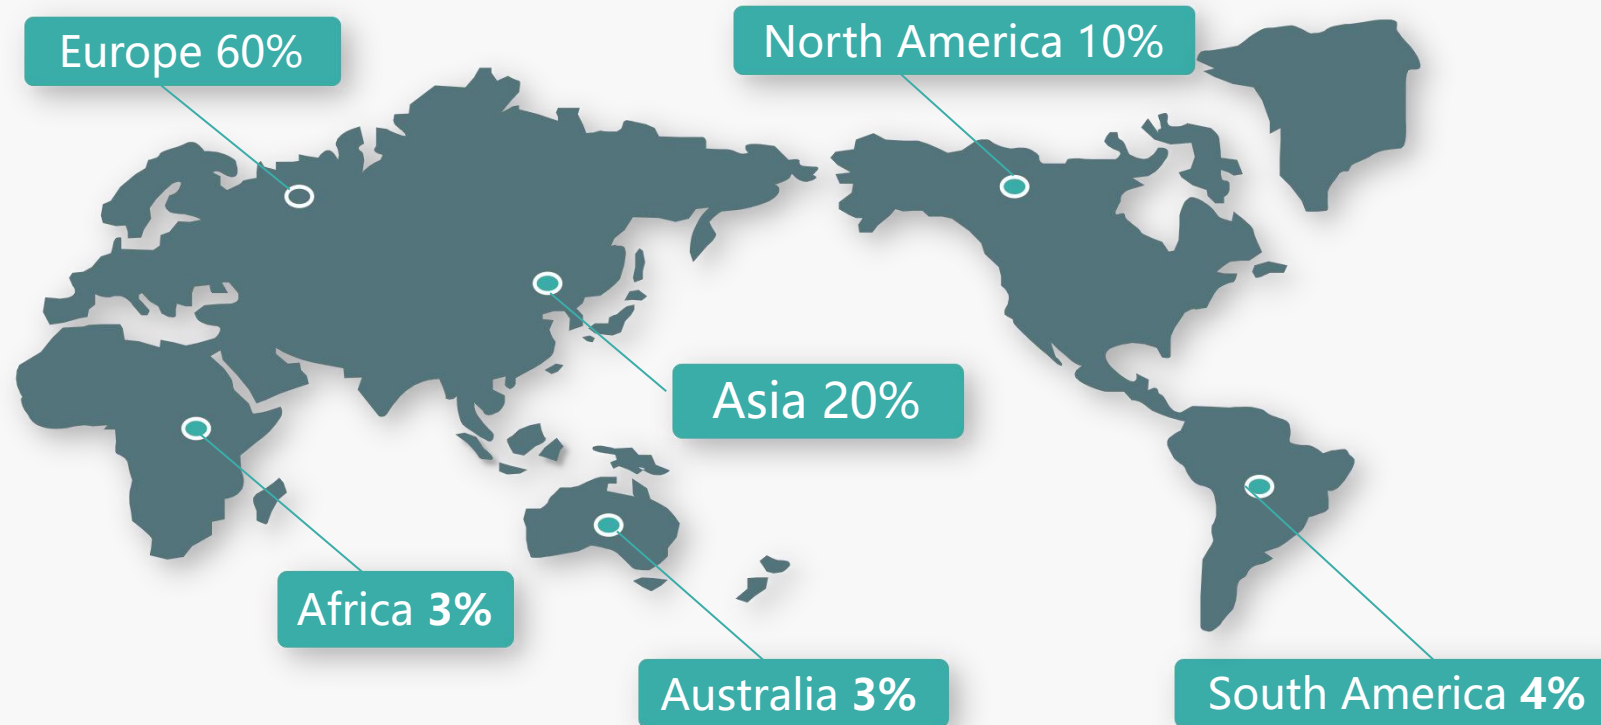 Europe 60%
North America 10%
Asia 20%
Africa 3%
Australia 3%
South America 4%